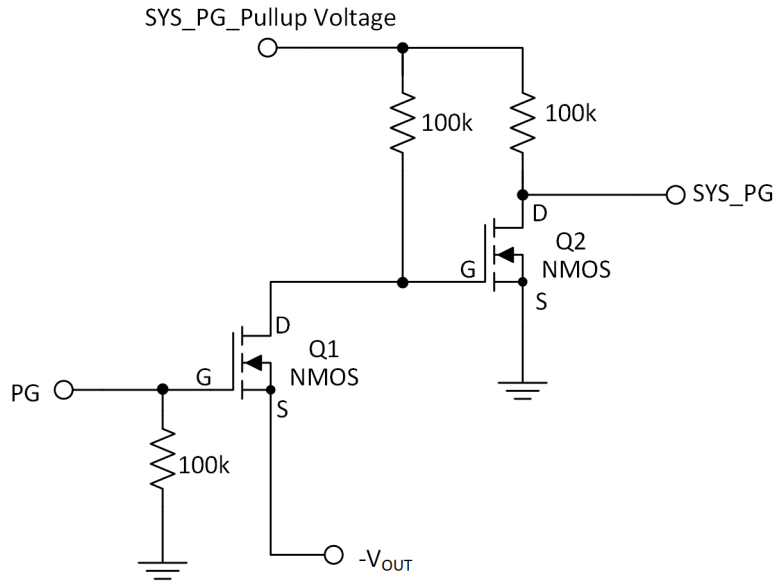 SYS_PG_Pullup Voltage
100k
100k
SYS_PG
D
Q2
NMOS
G
S
D
Q1
NMOS
G
S
PG
100k
-VOUT